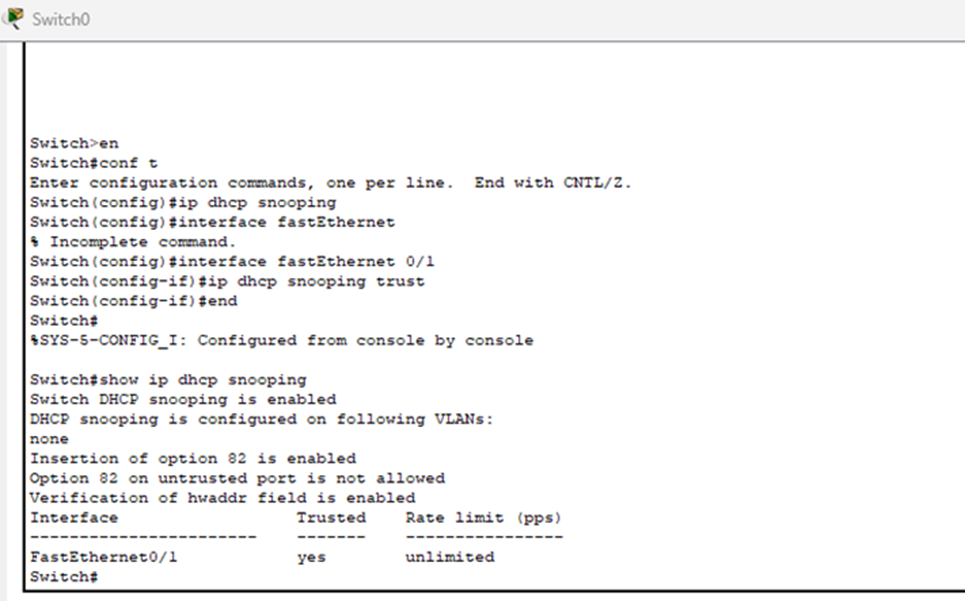 Switch0
Switch>en
Switch#conf t
Enter configuration commands, one per line.  End with CNTL/Z.
Switch(config)#ip dhcp snooping
Switch(config)#interface fastEthernet
% Incomplete command.
Switch(config)#interface fastEthernet 0/1
Switch(config-if)#ip dhcp snooping trust
Switch(config-if)#end
Switch#
%SYS-5-CONFIG_I: Configured from console by console
Switch#show ip dhcp snooping
Switch DHCP snooping is enabled
DHCP snooping is configured on following VLANs:
none
Insertion of option 82 is enabled
Option 82 on untrusted port is not allowed
Verification of hwaddr field is enabled
Interface                  Trusted    Rate limit (pps)
-----------------------    -------    ----------------
FastEthernet0/1            yes        unlimited
Switch#